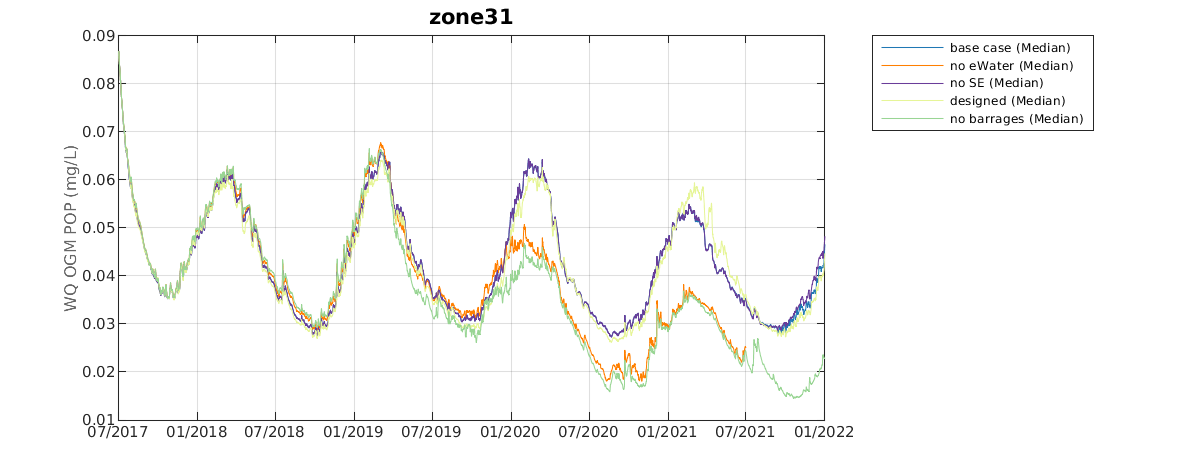 zone31
WQ OGM POP (mg/L)
0.09
0.08
0.07
0.06
0.05
0.04
0.03
0.02
0.01
07/2017 01/2018 07/2018 01/2019 07/2019 01/2020 07/2020 01/2021 07/2021 01/2022
base case (Median)
no eWater (Median)
no SE (Median)
designed (Median)
no barrages (Median)